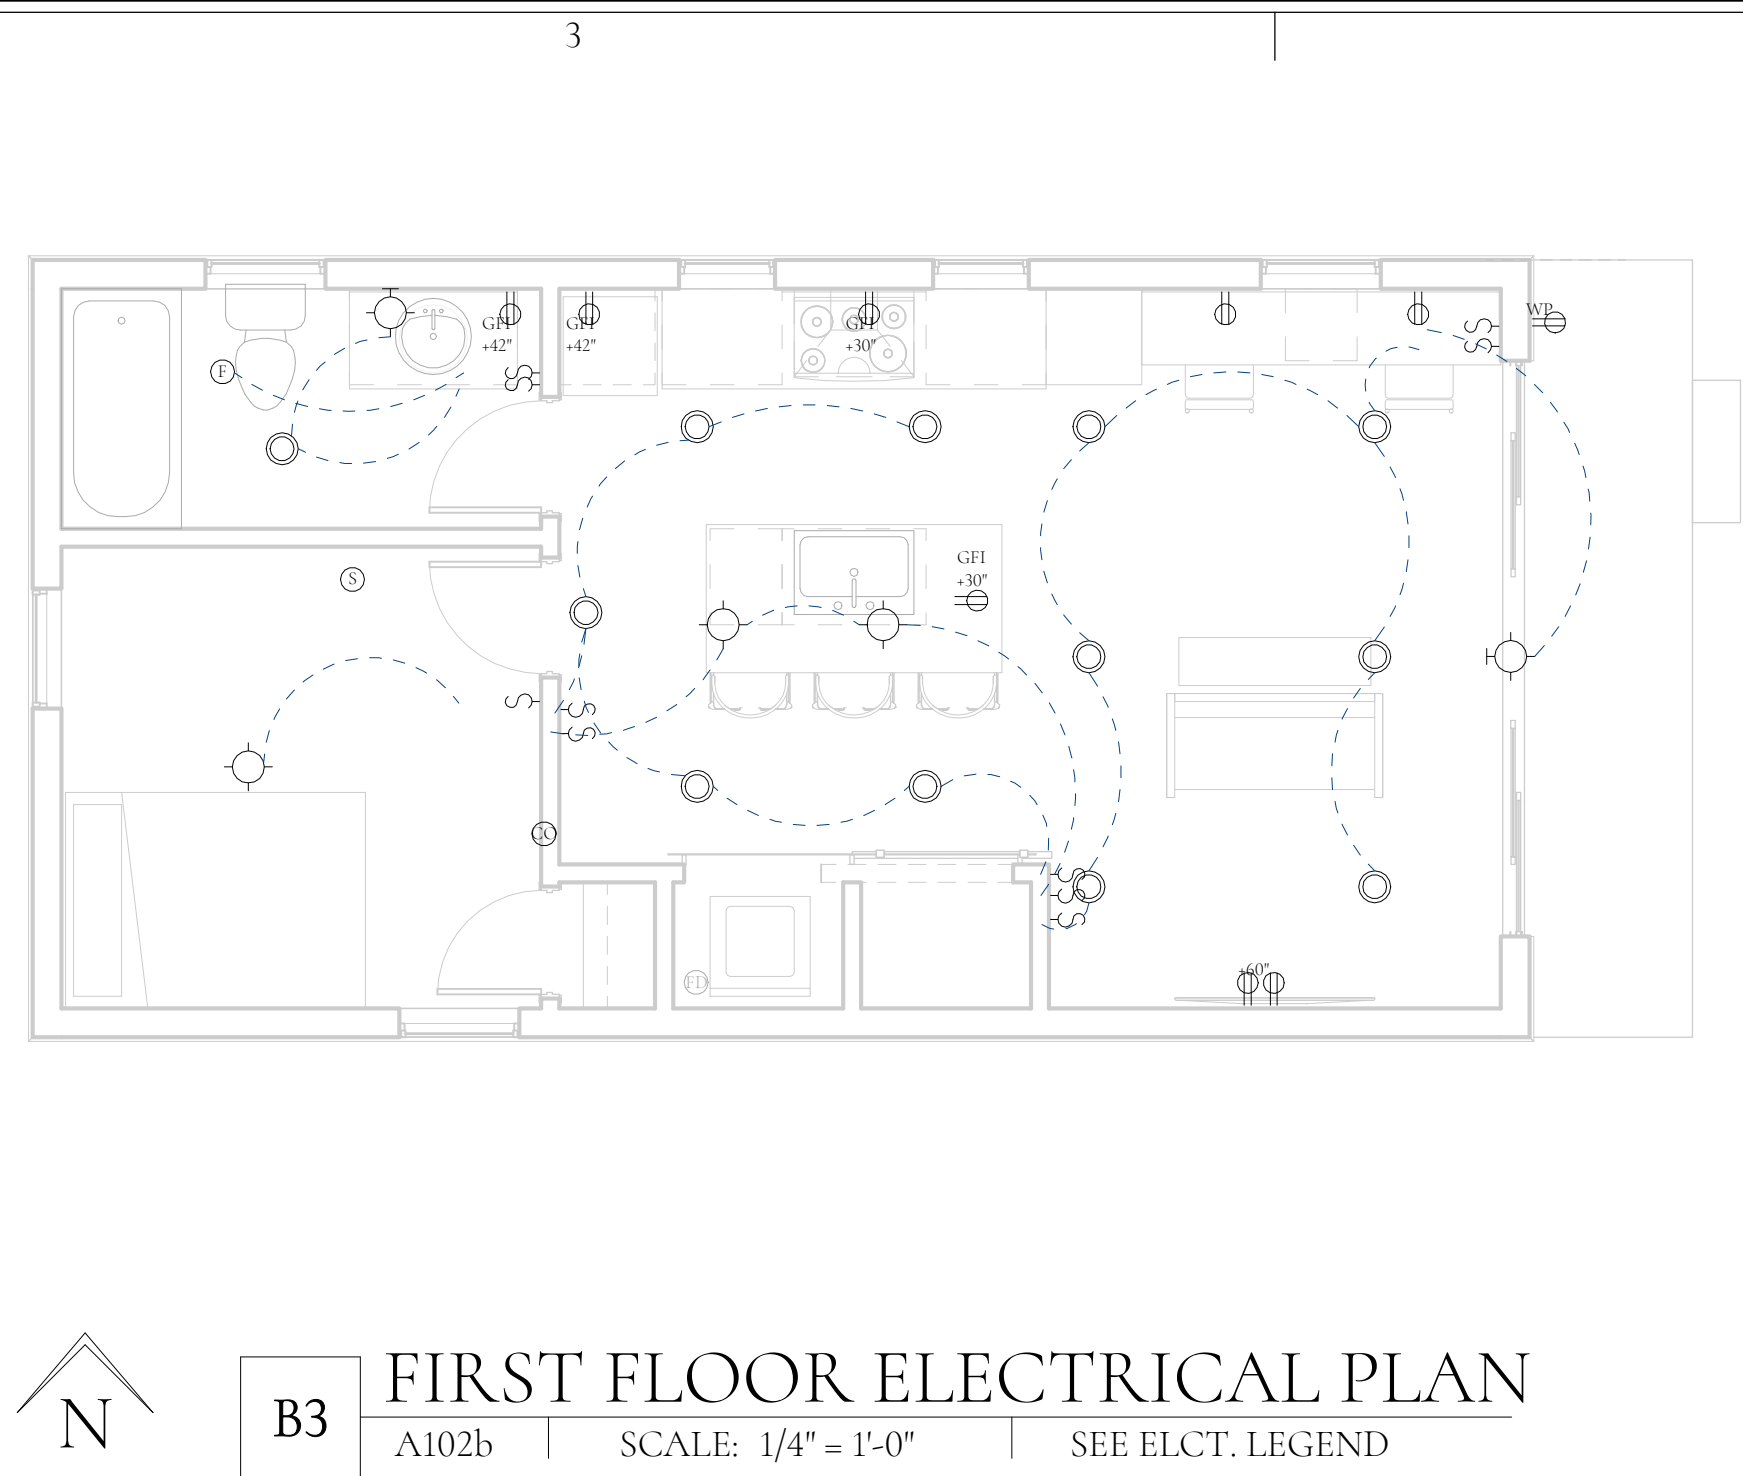 3
WP
GFI
+42"
GFI
+42"
GFI
+30"
F
S
S
S
S
S
GFI
+30"
S
S
S
S
CO
S
S
S
FD
+60"
N
B3
FIRST FLOOR ELECTRICAL PLAN
A102b
SCALE: 1/4" = 1'-0"
SEE ELCT. LEGEND